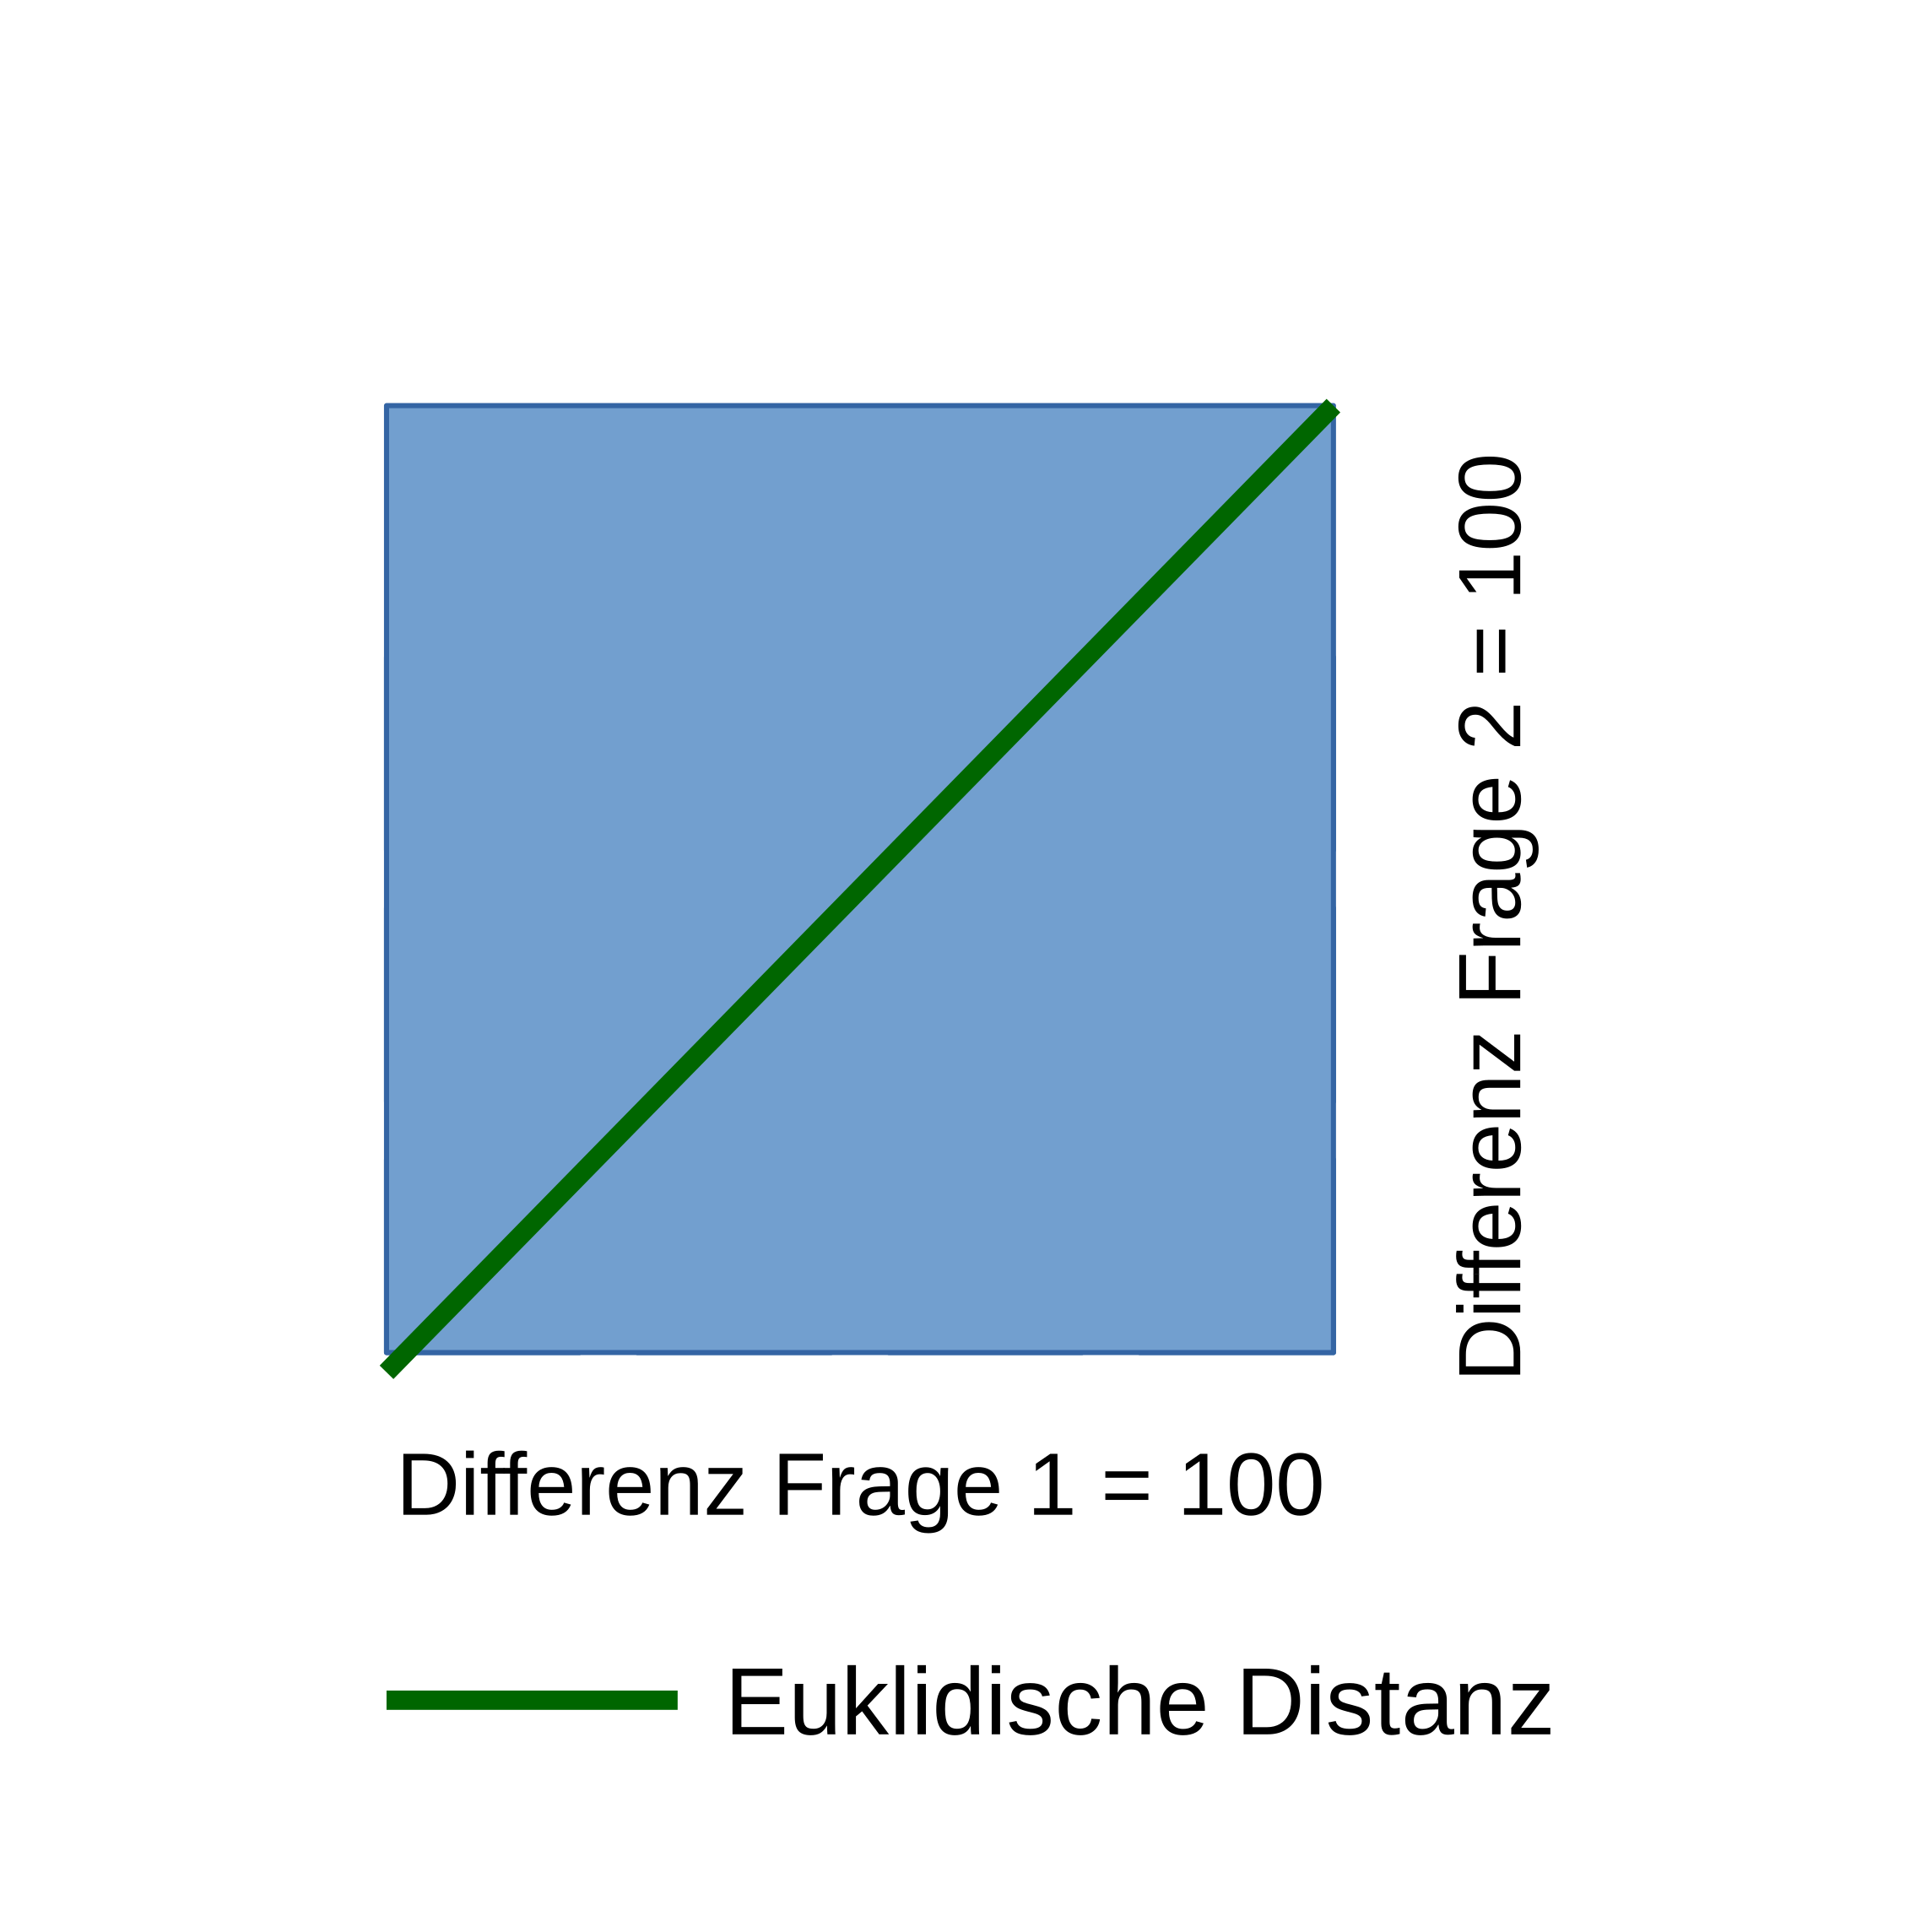 Differenz Frage 2 = 100
Differenz Frage 1 = 100
Euklidische Distanz